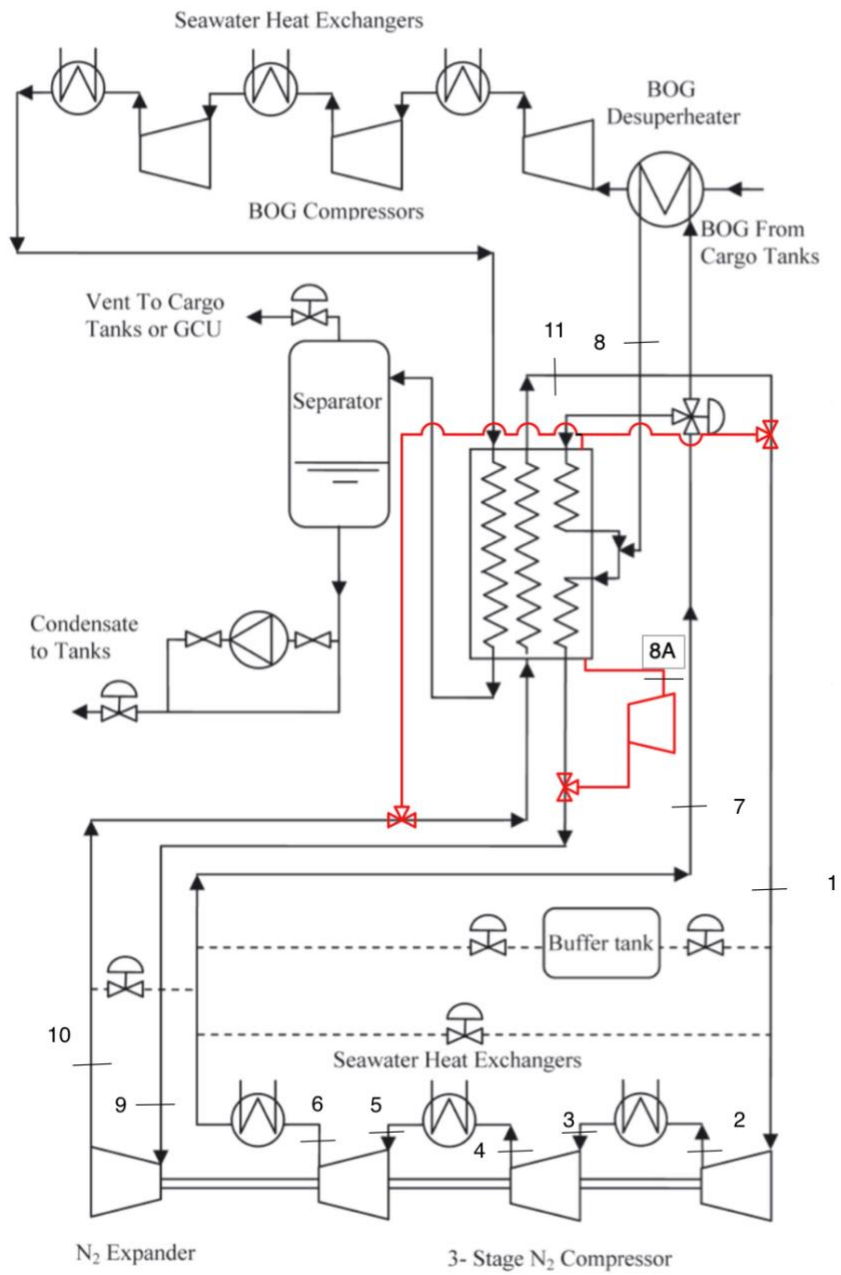 Seawater Heat Exchangers
BOG
Desuperheater
BOG Compressors
BOG From
Cargo Tanks
Vent To Cargo
Tanks or GCU
11
8
Separator
Condensate
to Tanks
8A
7
1
Buffer tank
10
Seawater Heat Exchangers
9
6
5
4
3
2
N₂ Expander
3- Stage N₂ Compressor